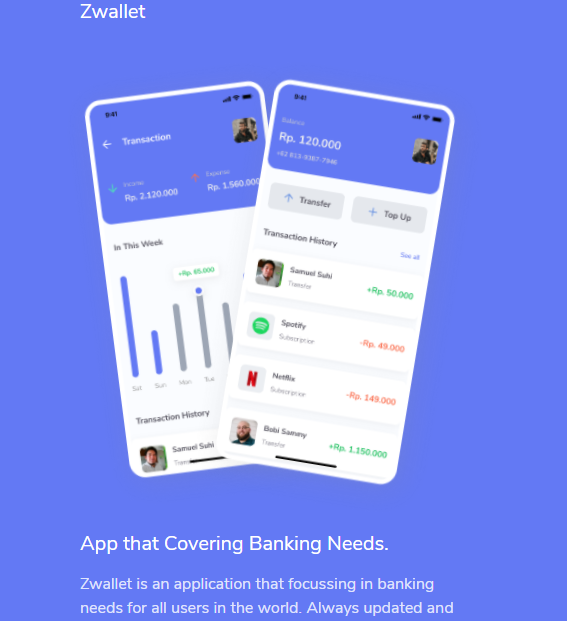 Zwallet
9:41
Transaction
Income
Rp. 2.120.000
Expense
Rp. 1.560.000
In This Week
+Rp. 65.000
Sat
Sun
Mon
Tue
Transaction History
Samuel Suhi
9:41
Balance
Rp. 120.000
+62 813-9387-7946
Transfer
Top Up
Transaction History
See all
Samuel Suhi
Transfer
+Rp. 50.000
Spotify
Subscription
-Rp. 49.000
Netflix
Subscription
-Rp. 149.000
Bobi Sammy
Transfer
+Rp. 1.150.000
App that Covering Banking Needs.
Zwallet is an application that focussing in banking
needs for all users in the world. Always updated and